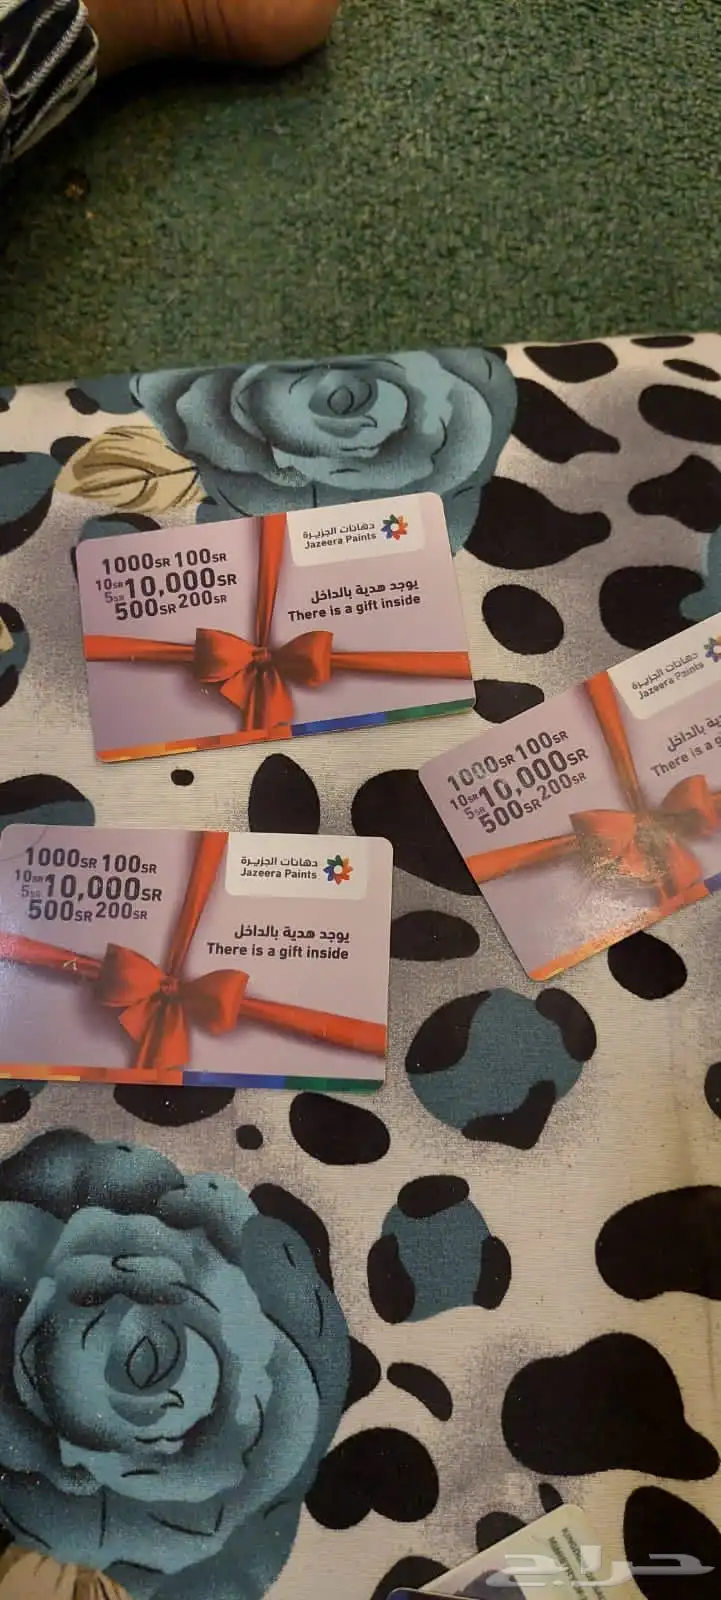 دهانات الجزيرة
Jazeera Paints
1000SR 100SR
10SR 10,000SR
5SR
500SR 200SR
يوجد هدية بالداخل
There is a gift inside
دهانات الجزيرة
Jazeera Paints
1000SR 100SR
10SR 10,000SR
5SR
500SR 200SR
There is a
دهانات الجزيرة
Jazeera Paints
1000SR 100SR
10SR 10,000SR
5SR
500SR 200SR
يوجد هدية بالداخل
There is a gift inside
حراج